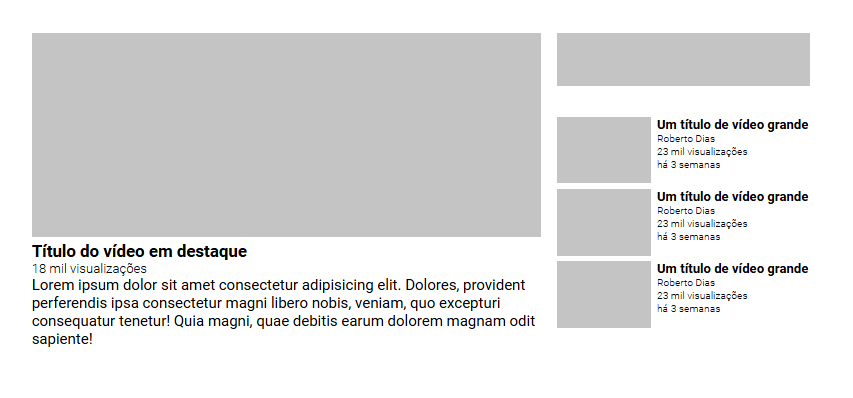 Título do vídeo em destaque
18 mil visualizações
Lorem ipsum dolor sit amet consectetur adipisicing elit. Dolores, provident
perferendis ipsa consectetur magni libero nobis, veniam, quo excepturi
consequatur tenetur! Quia magni, quae debitis earum dolorem magnam odit
sapiente!
Um título de vídeo grande
Roberto Dias
23 mil visualizações
há 3 semanas
Um título de vídeo grande
Roberto Dias
23 mil visualizações
há 3 semanas
Um título de vídeo grande
Roberto Dias
23 mil visualizações
há 3 semanas